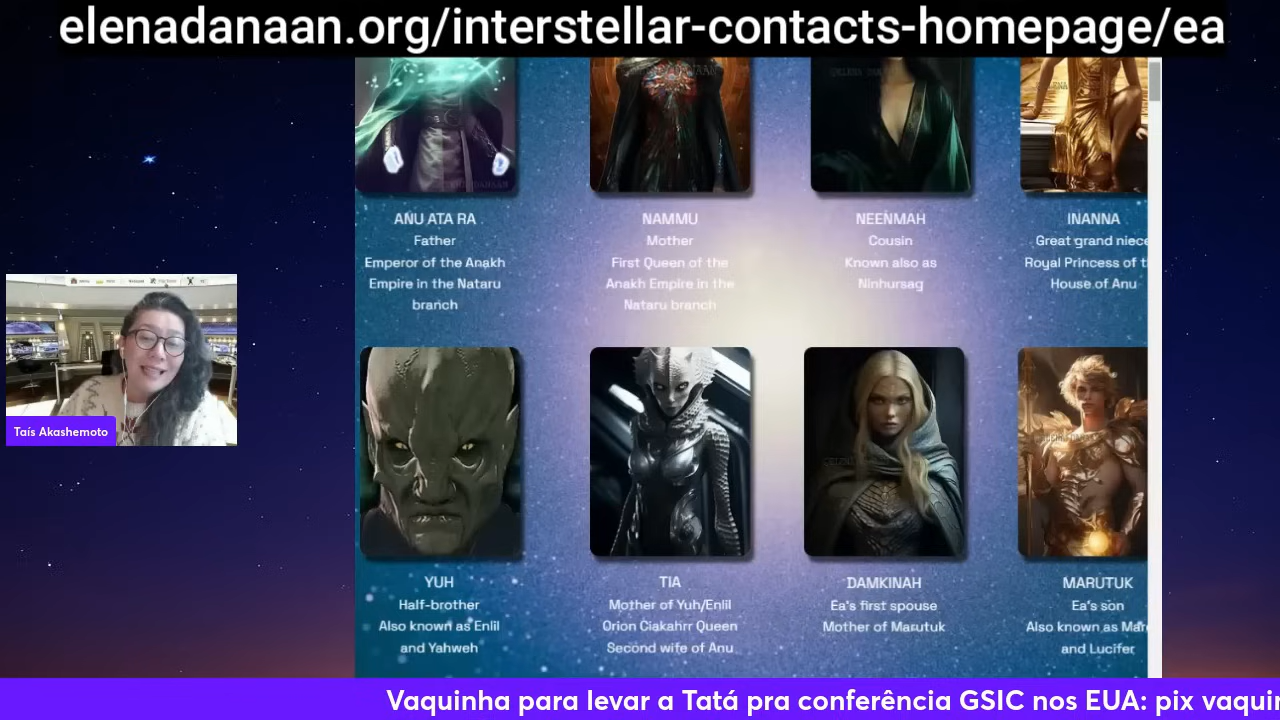 elenadanaan.org/interstellar-contacts-homepage/ea
ANU ATA RA
Father
Emperor of the Anakh
Empire in the Nataru
branch
NAMMU
Mother
First Queen of the
Anakh Empire in the
Nataru branch
NEENMAH
Cousin
Known also as
Ninhursag
INANNA
Great grand niece
Royal Princess of t
House of Anu
Taís Akashemoto
YUH
Half-brother
Also known as Enlil
and Yahweh
TIA
Mother of Yuh/Enlil
Orion Ciakahrr Queen
Second wife of Anu
DAMKINAH
Ea's first spouse
Mother of Marutuk
MARUTUK
Ea's son
Also known as Mar
and Lucifer
Vaquinha para levar a Tatá pra conferência GSIC nos EUA: pix vaqui